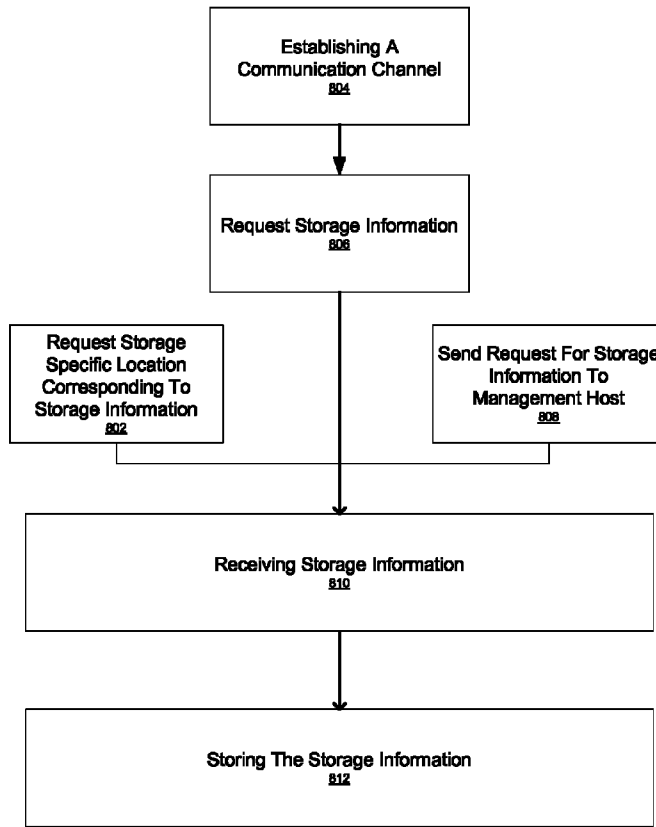 Establishing A
Communication Channel
804
Request Storage Information
806
Request Storage
Specific Location
Corresponding To
Storage Information
802
Send Request For Storage
Information To
Management Host
808
Receiving Storage Information
810
Storing The Storage Information
812